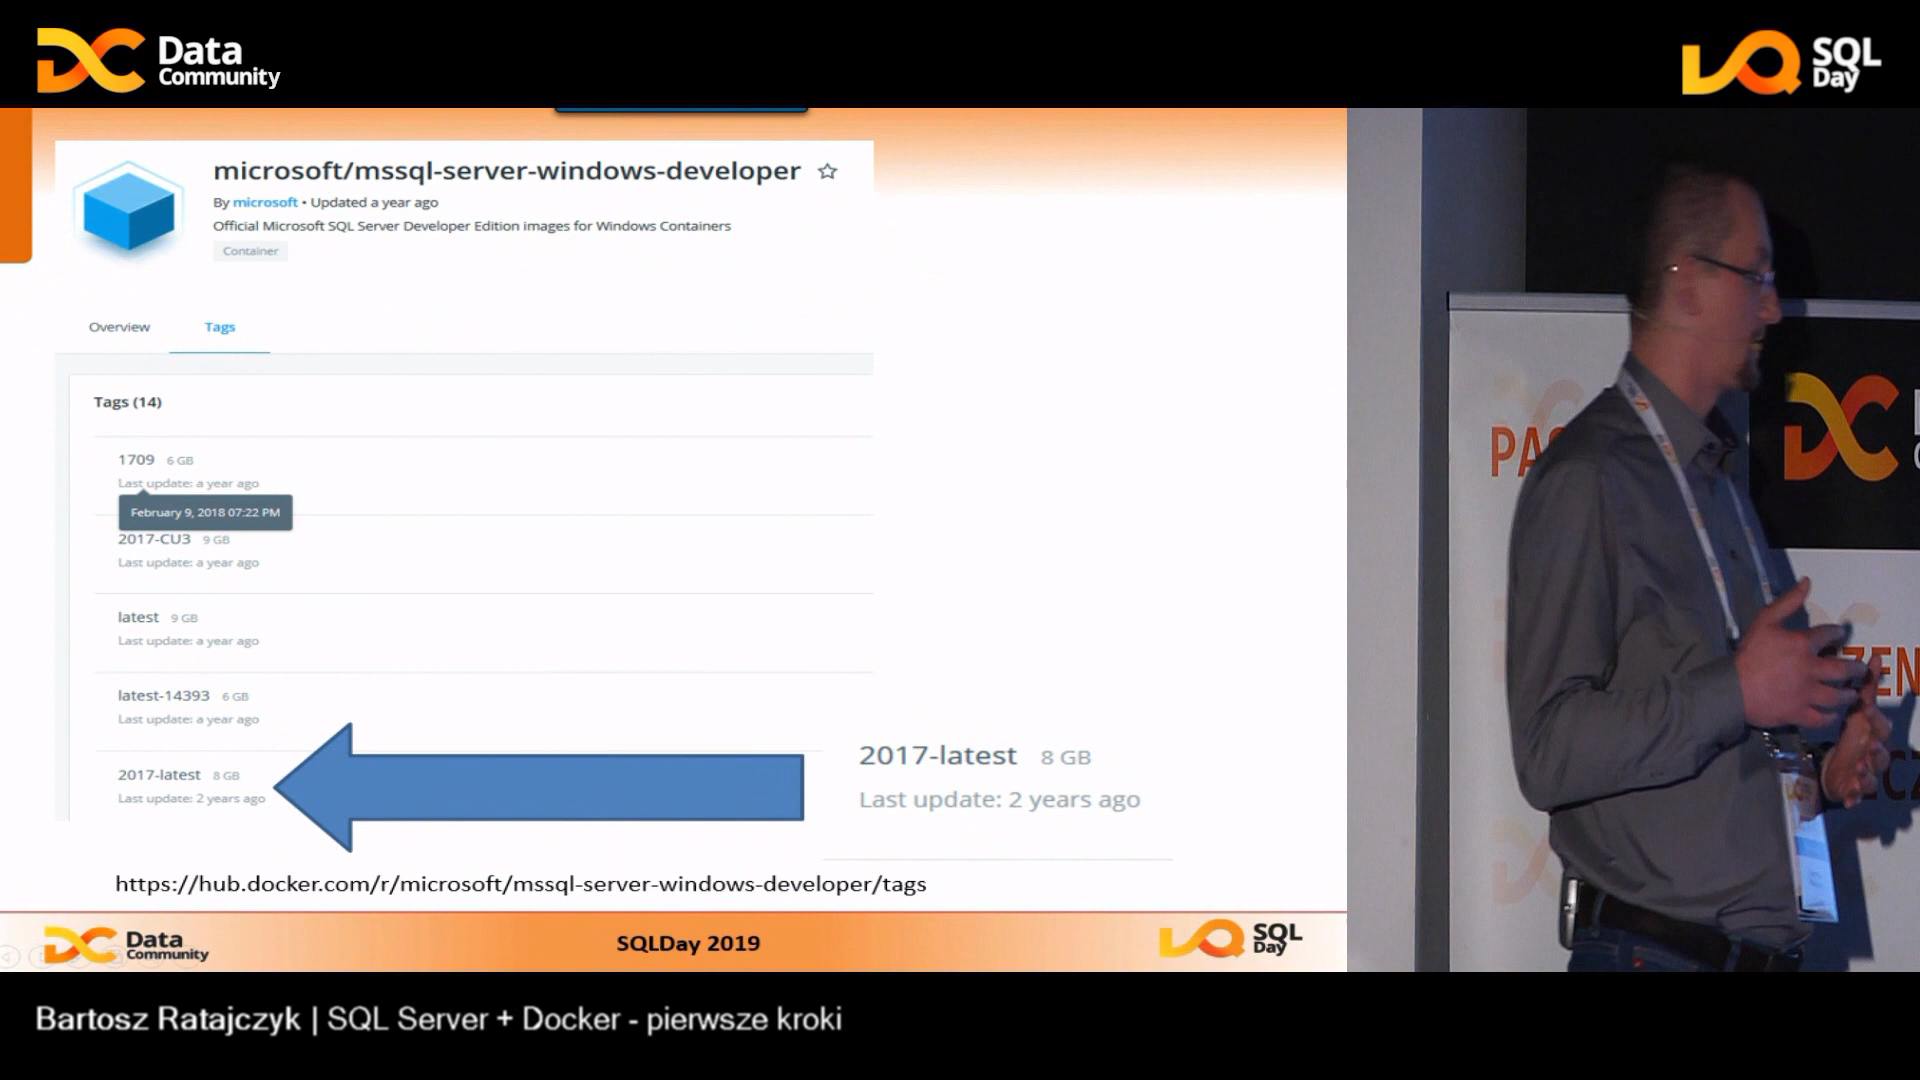 Data
Community
SQL
Day
microsoft/mssql-server-windows-developer
By microsoft • Updated a year ago
Official Microsoft SQL Server Developer Edition images for Windows Containers
Container
Overview
Tags
Tags (14)
1709 6 GB
Last update: a year ago
February 9, 2018 07:22 PM
2017-CU3 9 GB
Last update: a year ago
latest 9 GB
Last update: a year ago
latest-14393 6 GB
Last update: a year ago
2017-latest 8 GB
Last update: 2 years ago
2017-latest 8 GB
Last update: 2 years ago
https://hub.docker.com/r/microsoft/mssql-server-windows-developer/tags
Data
Community
SQLDay 2019
SQL
Day
Bartosz Ratajczyk | SQL Server + Docker - pierwsze kroki